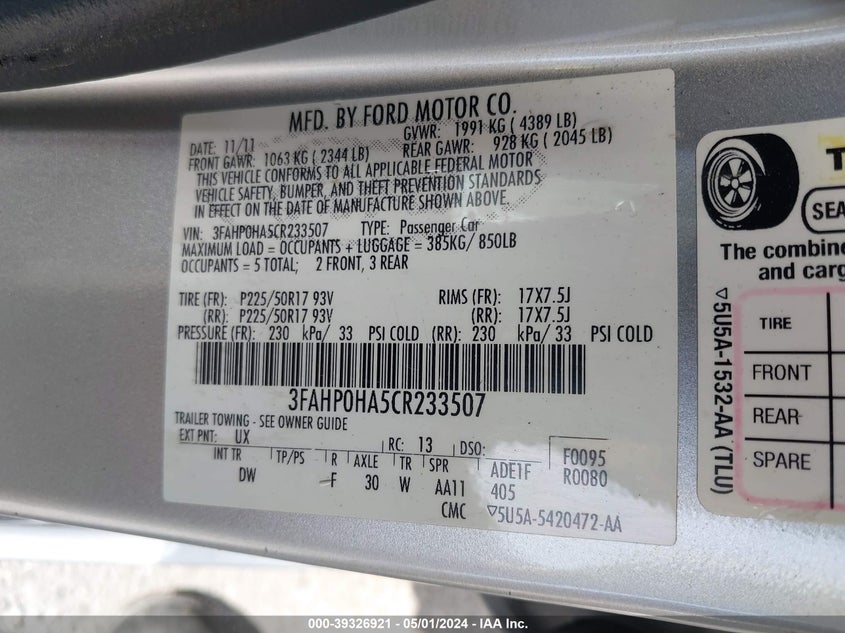 MFD. BY FORD MOTOR CO.
DATE: 11/11 GVWR: 1991 KG ( 4389 LB)
FRONT GAWR: 1063 KG ( 2344 LB) REAR GAWR: 928 KG ( 2045 LB)
THIS VEHICLE CONFORMS TO ALL APPLICABLE FEDERAL MOTOR
VEHICLE SAFETY, BUMPER, AND THEFT PREVENTION STANDARDS
IN EFFECT ON THE DATE OF MANUFACTURE SHOWN ABOVE.
VIN: 3FAHP0HA5CR233507 TYPE: Passenger Car
MAXIMUM LOAD = OCCUPANTS + LUGGAGE = 385KG/ 850LB
OCCUPANTS = 5 TOTAL; 2 FRONT, 3 REAR
TIRE (FR): P225/50R17 93V RIMS (FR): 17X7.5J
(RR): P225/50R17 93V (RR): 17X7.5J
PRESSURE (FR): 230 kPa/ 33 PSI COLD (RR): 230 kPa/ 33 PSI COLD
3FAHP0HA5CR233507
TRAILER TOWING - SEE OWNER GUIDE
EXT PNT: UX RC: 13 DSO: F0095
INT TR TP/PS R AXLE TR SPR ADE1F R0080
DW F 30 W AA11 405
CMC ▽5U5A-5420472-AA
T
SEA
The combin
and carg
▽5U5A-1532-AA (TLU)
TIRE
FRONT
REAR
SPARE
000-39326921 - 05/01/2024 - IAA Inc.